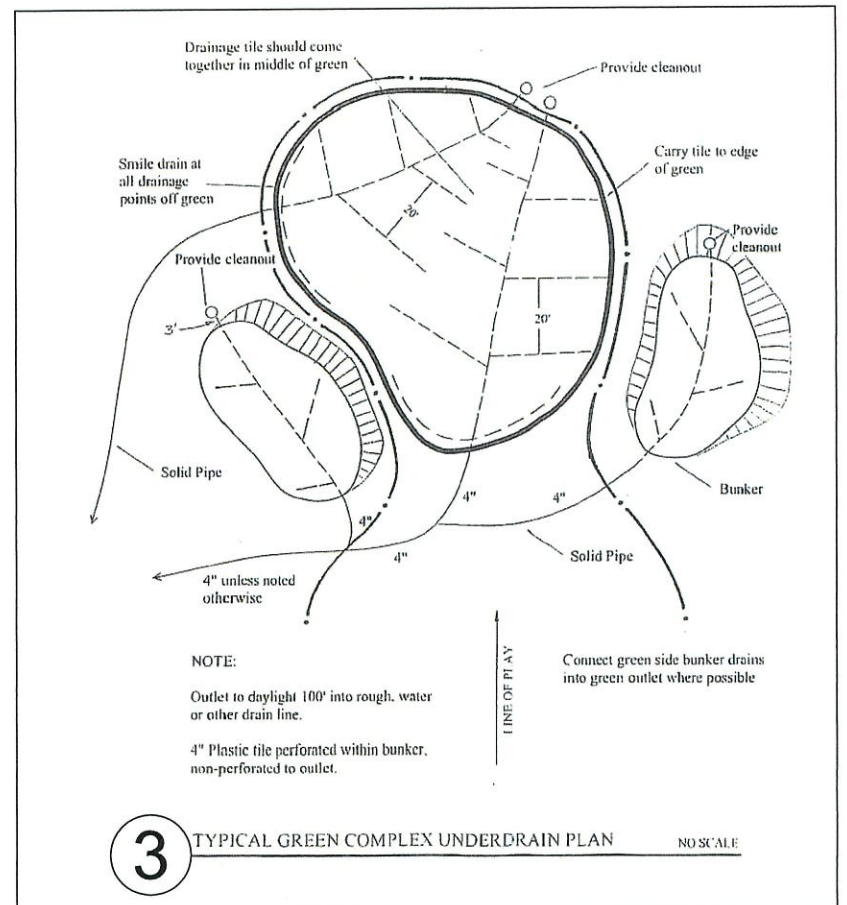 Drainage tile should come
together in middle of green
Provide cleanout
Smile drain at
all drainage
points off green
Carry tile to edge
of green
20'
Provide
cleanout
Provide cleanout
3'
20'
Solid Pipe
Bunker
4"
4"
4"
4"
Solid Pipe
4" unless noted
otherwise
NOTE:
Outlet to daylight 100' into rough, water
or other drain line.
4" Plastic tile perforated within bunker,
non-perforated to outlet.
LINE OF PLAY
Connect green side bunker drains
into green outlet where possible
3 TYPICAL GREEN COMPLEX UNDERDRAIN PLAN NO SCALE